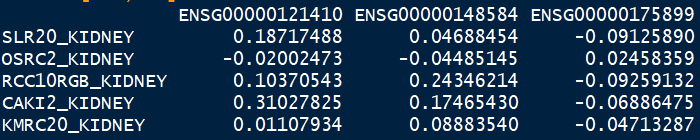 ENSG00000121410 ENSG00000148584 ENSG00000175899
SLR20_KIDNEY 0.18717488 0.04688454 -0.09125890
OSRC2_KIDNEY -0.02002473 -0.04485145 0.02458359
RCC10RGB_KIDNEY 0.10370543 0.24346214 -0.09259132
CAKI2_KIDNEY 0.31027825 0.17465430 -0.06886475
KMRC20_KIDNEY 0.01107934 0.08883540 -0.04713287